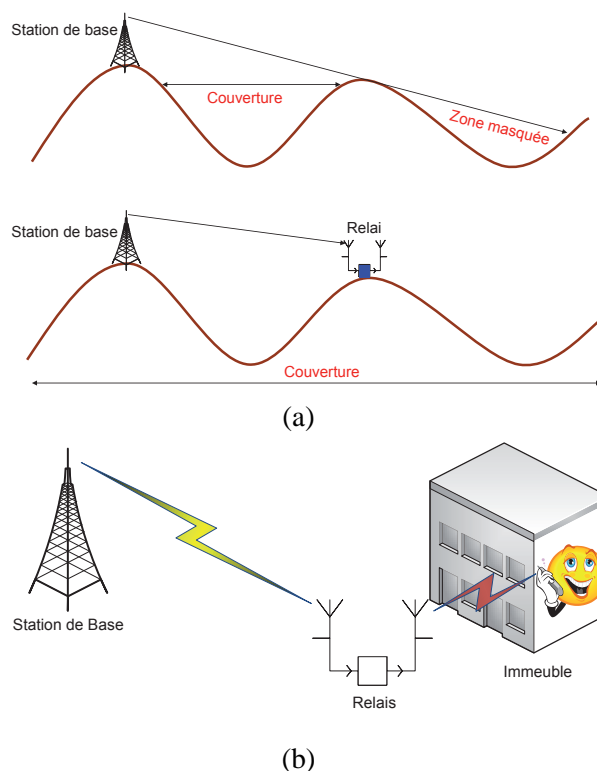 Station de base
Couverture
Zone masquée
Relai
Station de base
Couverture
(a)
Station de Base
Immeuble
Relais
(b)